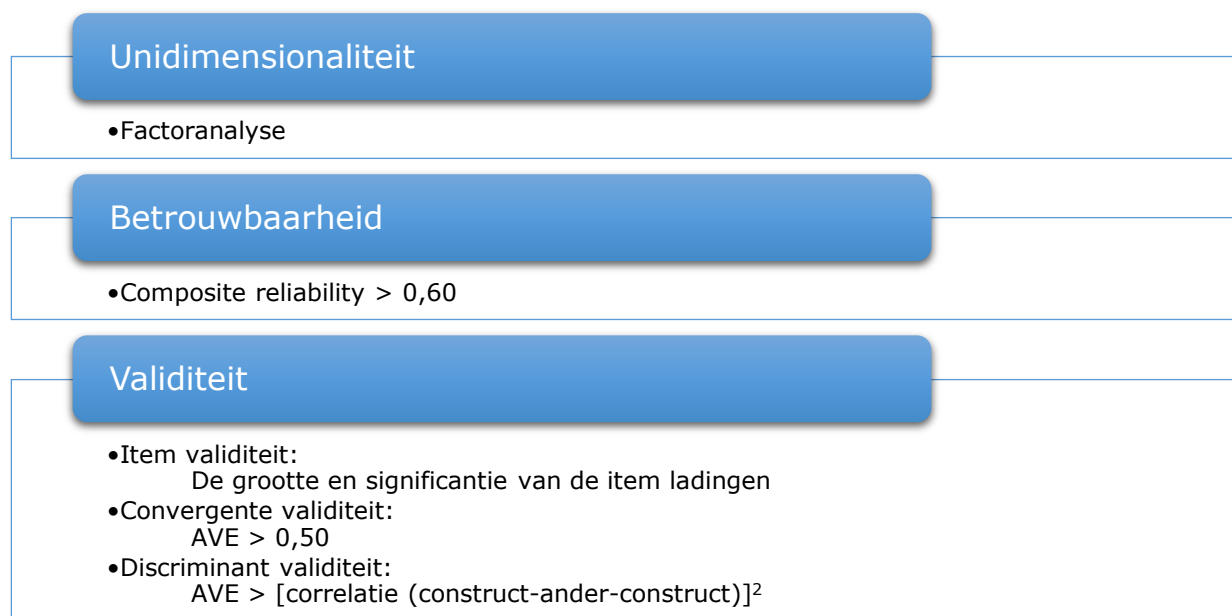 Unidimensionaliteit
•Factoranalyse
Betrouwbaarheid
•Composite reliability > 0,60
Validiteit
•Item validiteit:
De grootte en significantie van de item ladingen
•Convergente validiteit:
AVE > 0,50
•Discriminant validiteit:
AVE > [correlatie (construct-ander-construct)]²